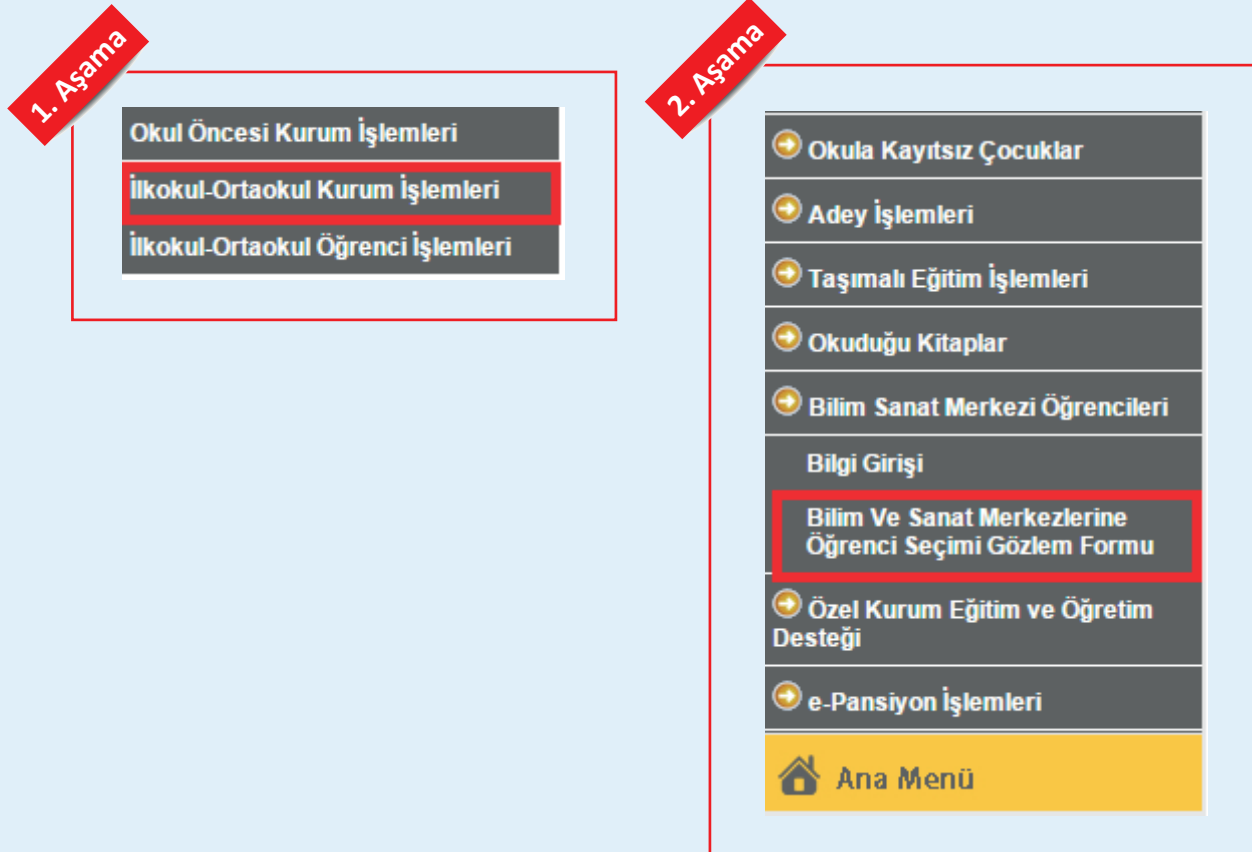 1. Aşama
Okul Öncesi Kurum İşlemleri
İlkokul-Ortaokul Kurum İşlemleri
İlkokul-Ortaokul Öğrenci İşlemleri
2. Aşama
Okula Kayıtsız Çocuklar
Adey İşlemleri
Taşımalı Eğitim İşlemleri
Okuduğu Kitaplar
Bilim Sanat Merkezi Öğrencileri
Bilgi Girişi
Bilim Ve Sanat Merkezlerine
Öğrenci Seçimi Gözlem Formu
Özel Kurum Eğitim ve Öğretim
Desteği
e-Pansiyon İşlemleri
Ana Menü